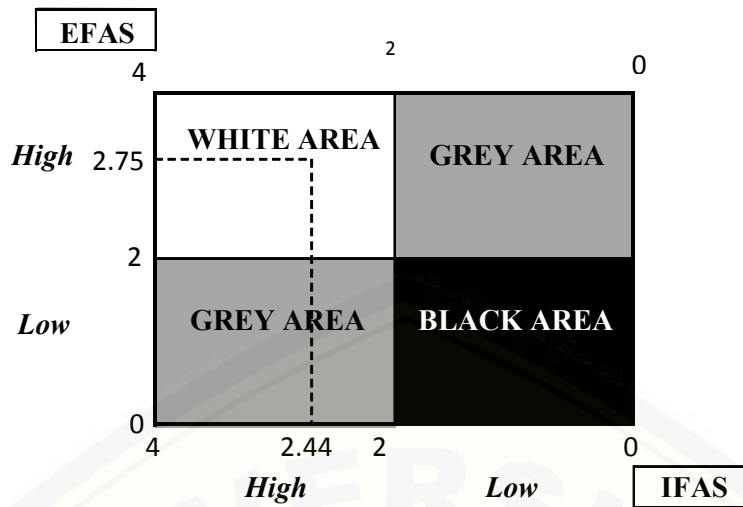 EFAS
2
4 0
WHITE AREA GREY AREA
High 2.75
2
GREY AREA BLACK AREA
Low
0
4 2.44 2 0
High Low IFAS